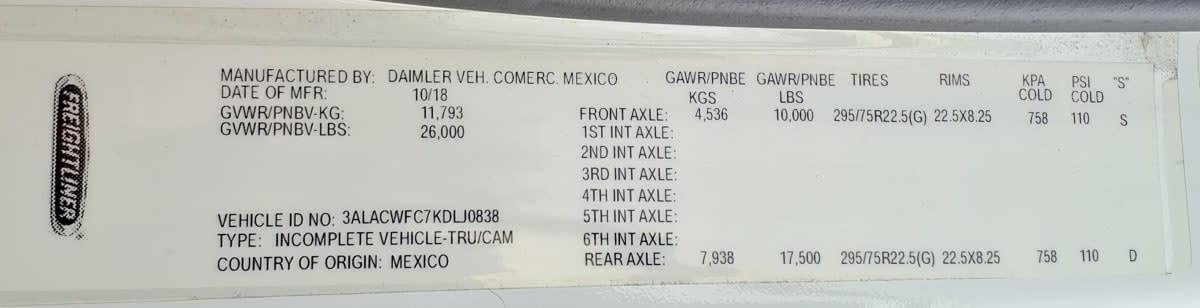 FREIGHTLINER
MANUFACTURED BY: DAIMLER VEH. COMERC. MEXICO
DATE OF MFR: 10/18
GVWR/PNBV-KG: 11,793
GVWR/PNBV-LBS: 26,000
VEHICLE ID NO: 3ALACWFC7KDLJ0838
TYPE: INCOMPLETE VEHICLE-TRU/CAM
COUNTRY OF ORIGIN: MEXICO
GAWR/PNBE GAWR/PNBE TIRES RIMS KPA PSI "S"
KGS LBS COLD COLD
FRONT AXLE: 4,536 10,000 295/75R22.5(G) 22.5X8.25 758 110 S
1ST INT AXLE:
2ND INT AXLE:
3RD INT AXLE:
4TH INT AXLE:
5TH INT AXLE:
6TH INT AXLE:
REAR AXLE: 7,938 17,500 295/75R22.5(G) 22.5X8.25 758 110 D